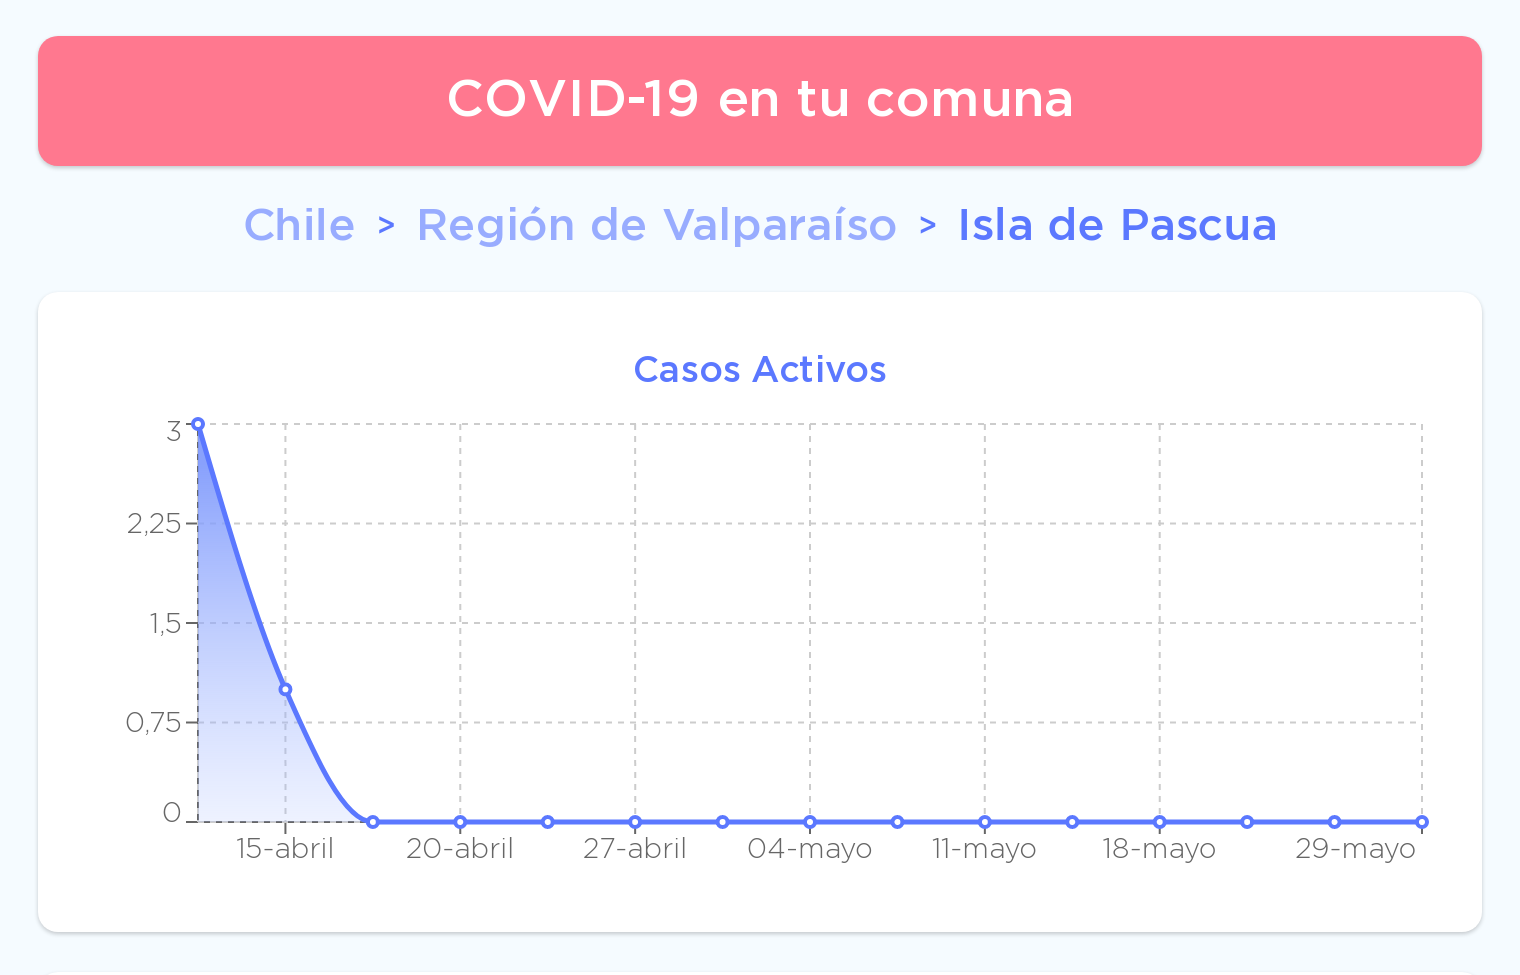 COVID-19 en tu comuna
Chile > Región de Valparaíso > Isla de Pascua
Casos Activos
3
2,25
1,5
0,75
0
15-abril 20-abril 27-abril 04-mayo 11-mayo 18-mayo 29-mayo